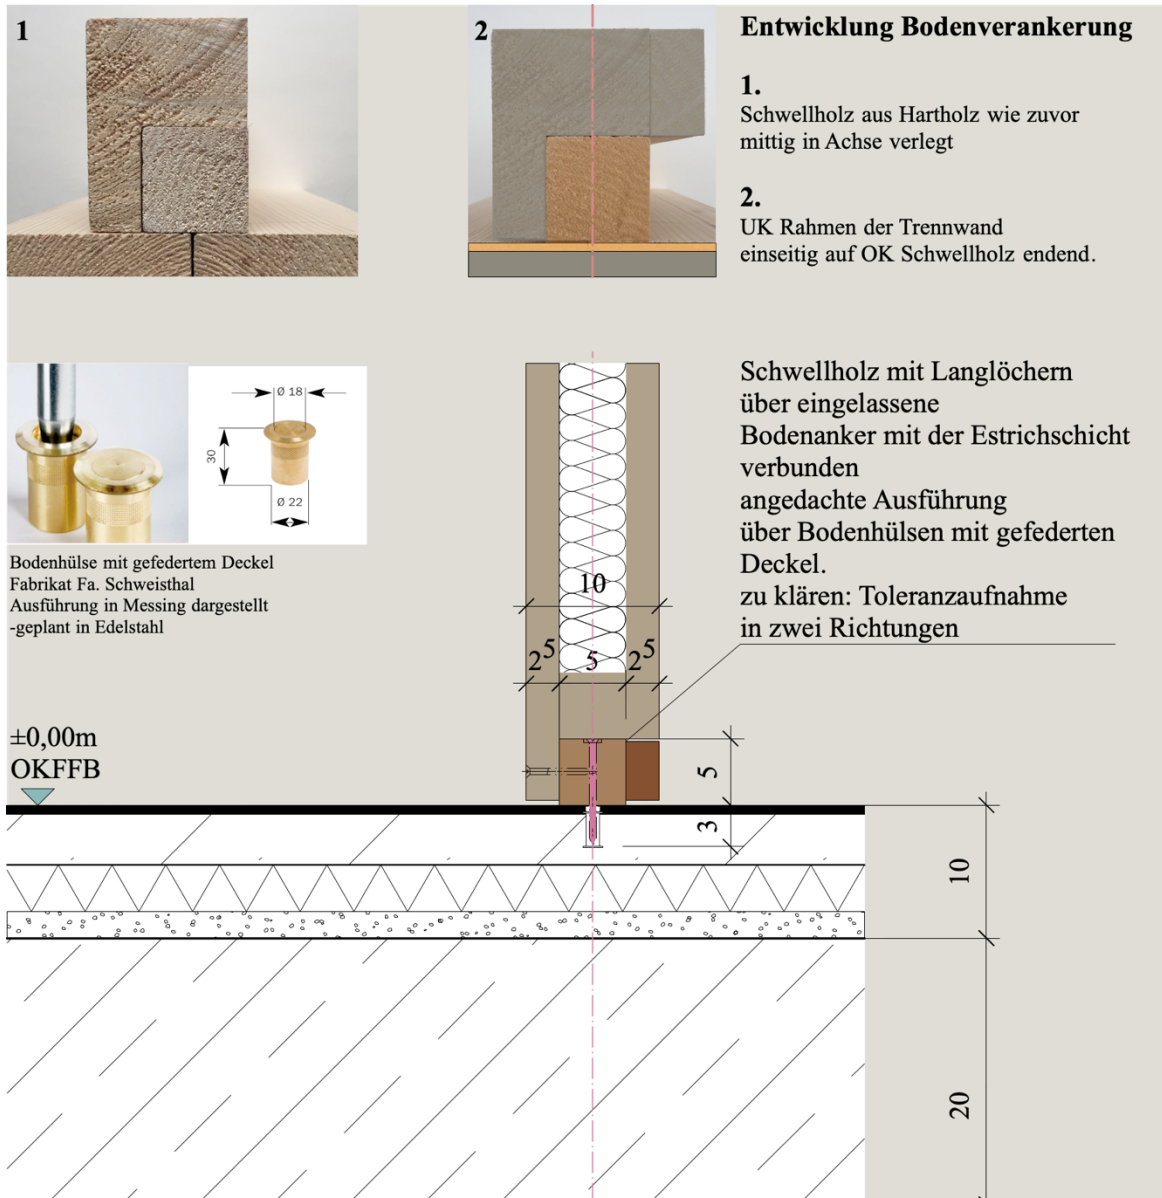 1
2
Entwicklung Bodenverankerung
1.
Schwellholz aus Hartholz wie zuvor
mittig in Achse verlegt
2.
UK Rahmen der Trennwand
einseitig auf OK Schwellholz endend.
Ø 18
30
Ø 22
Bodenhülse mit gefedertem Deckel
Fabrikat Fa. Schweisthal
Ausführung in Messing dargestellt
-geplant in Edelstahl
Schwellholz mit Langlöchern
über eingelassene
Bodenanker mit der Estrichschicht
verbunden
angedachte Ausführung
über Bodenhülsen mit gefederten
Deckel.
zu klären: Toleranzaufnahme
in zwei Richtungen
10
2⁵ 5 2⁵
±0,00m
OKFFB
5
3
10
20